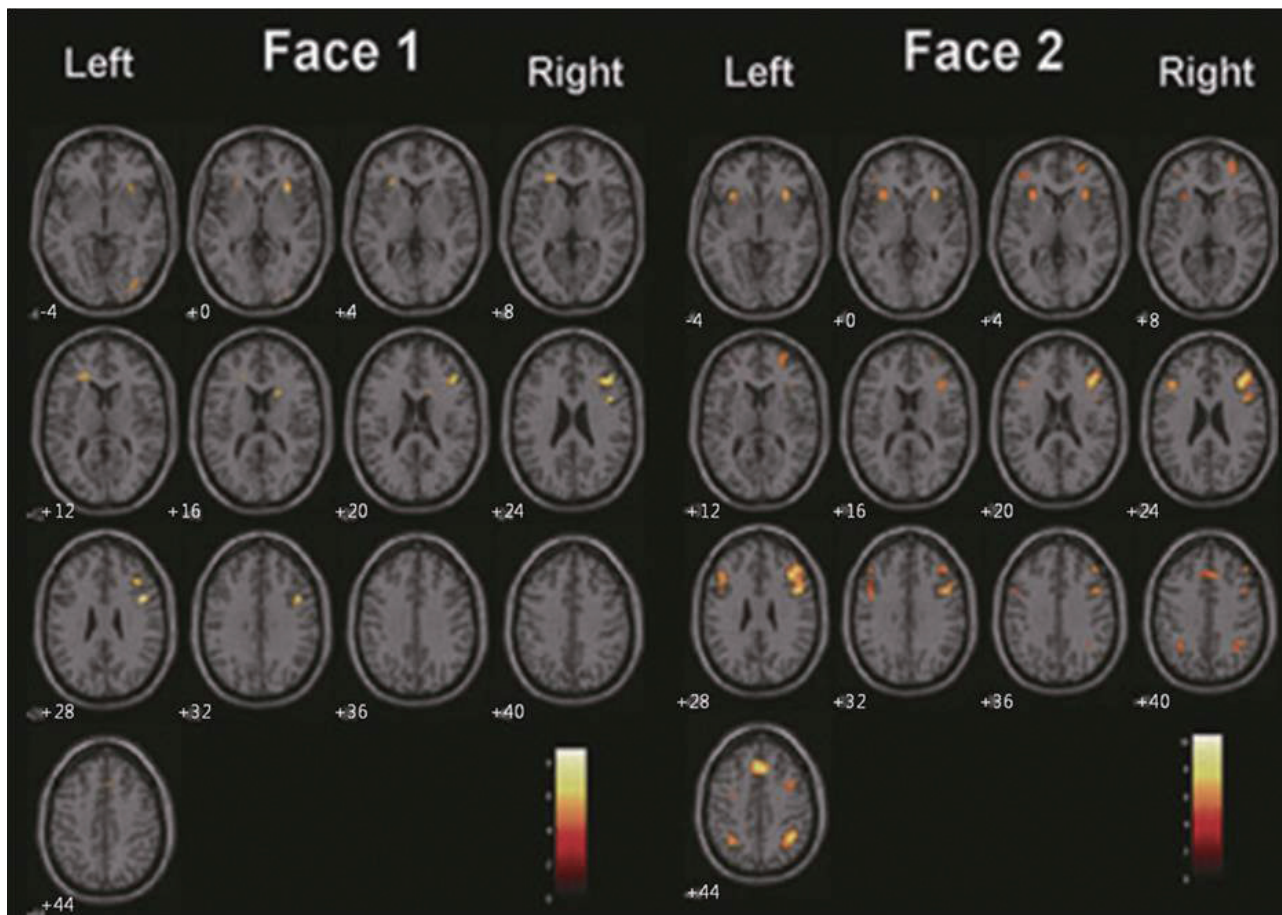 Left Face 1 Right Left Face 2 Right
-4 +0 +4 +8 -4 +0 +4 +8
+12 +16 +20 +24 +12 +16 +20 +24
+28 +32 +36 +40 +28 +32 +36 +40
+44 +44